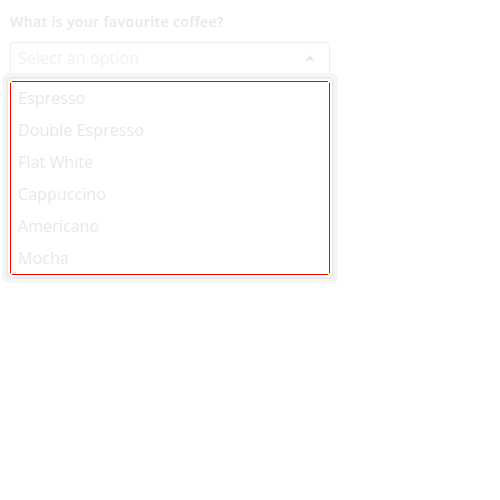 What is your favourite coffee?
Select an option
Espresso
Double Espresso
Flat White
Cappuccino
Americano
Mocha